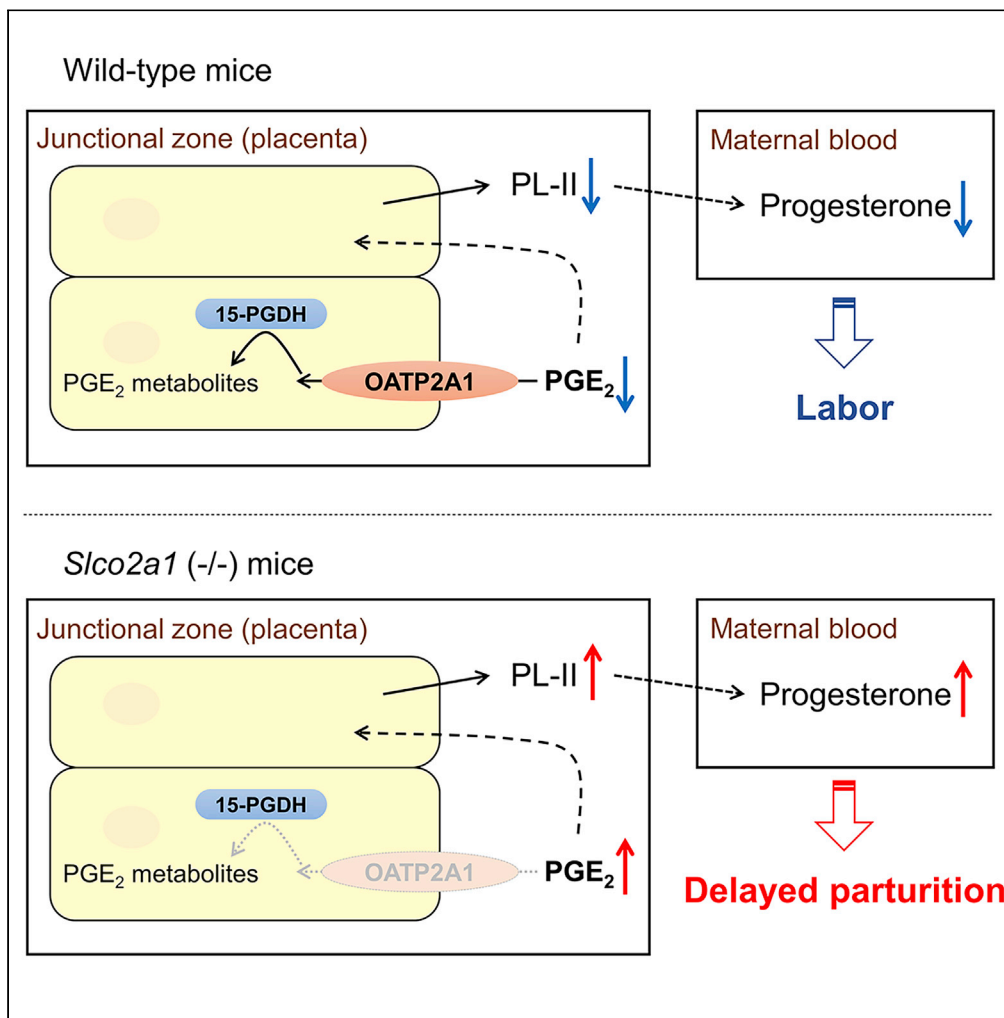 Wild-type mice
Junctional zone (placenta)
PL-II
15-PGDH
PGE₂ metabolites
OATP2A1
PGE₂
Maternal blood
Progesterone
Labor
Slco2a1 (-/-) mice
Junctional zone (placenta)
PL-II
15-PGDH
PGE₂ metabolites
OATP2A1
PGE₂
Maternal blood
Progesterone
Delayed parturition